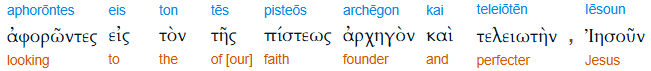 aphorōntes eis ton tēs pisteōs archēgon kai teleiōtēn Iēsoun
ἀφορῶντες εἰς τὸν τῆς πίστεως ἀρχηγὸν καὶ τελειωτὴν , Ἰησοῦν
looking to the of [our] faith founder and perfecter Jesus